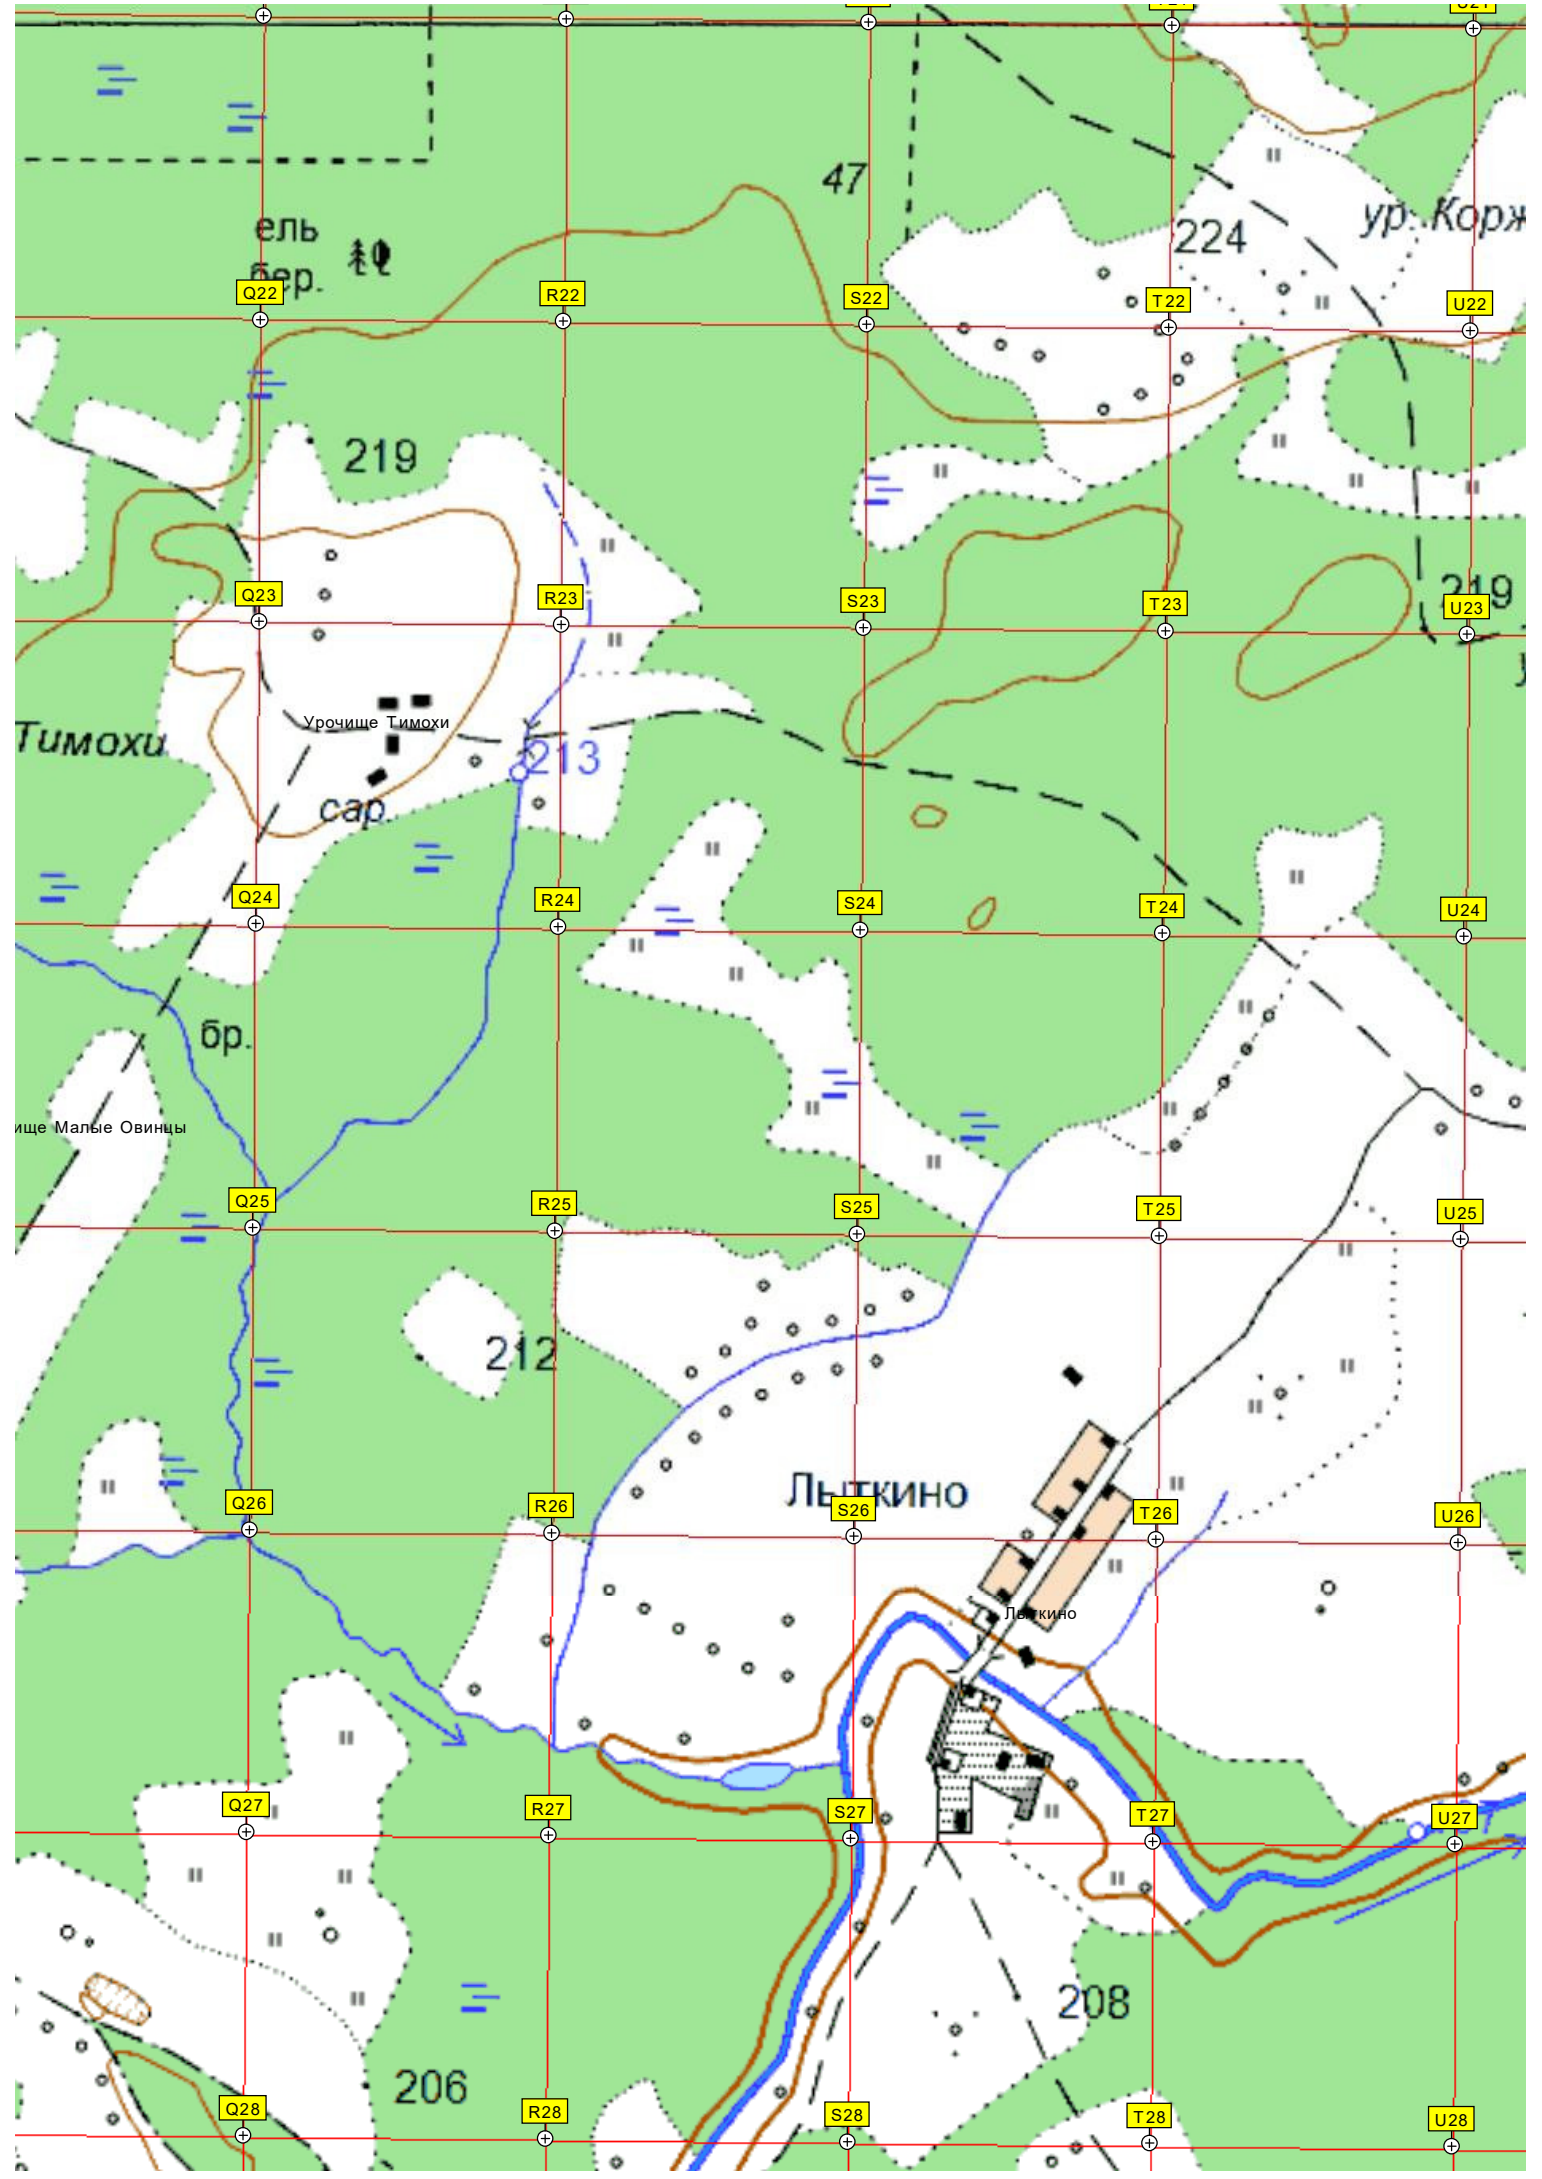 47
ур. Корж
224
ель
бер.
Q22
R22
S22
T22
U22
219
219
Q23
R23
S23
T23
U23
Урочище Тимохи
Тимохи
213
сар.
Q24
R24
S24
T24
U24
бр.
ище Малые Овинцы
Q25
R25
S25
T25
U25
212
Лыткино
Q26
R26
S26
T26
U26
Лыткино
Q27
R27
S27
T27
U27
208
206
Q28
R28
S28
T28
U28